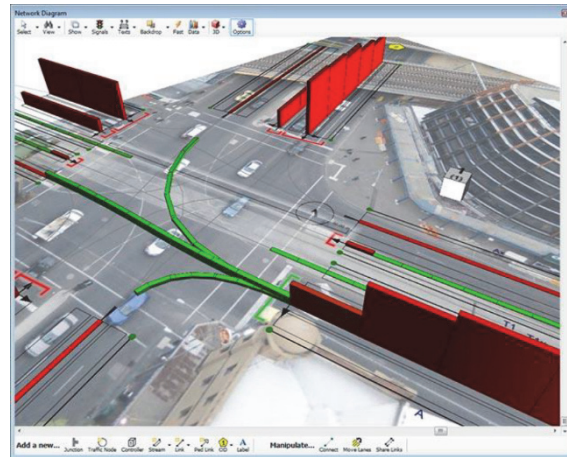 Network Diagram
Select View Show Signals Texts Backdrop Fast Data 3D Options
T1
A
Add a new... Junction Traffic Node Controller Stream Link Ped Link OD Label Manipulate... Connect Move Lanes Share Links